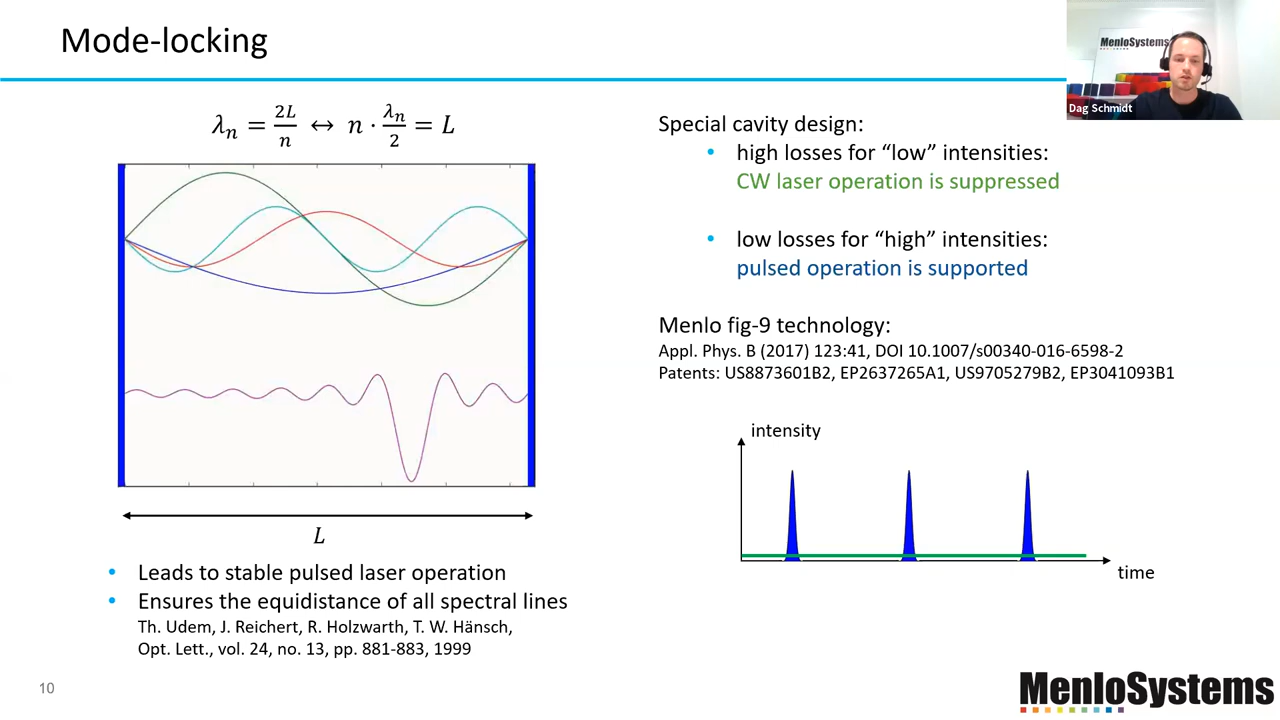 Mode-locking
MenloSystems
Dag Schmidt
λₙ = 2L/n ↔ n · λₙ/2 = L
L
• Leads to stable pulsed laser operation
• Ensures the equidistance of all spectral lines
Th. Udem, J. Reichert, R. Holzwarth, T. W. Hänsch,
Opt. Lett., vol. 24, no. 13, pp. 881-883, 1999
Special cavity design:
• high losses for “low” intensities:
CW laser operation is suppressed
• low losses for “high” intensities:
pulsed operation is supported
Menlo fig-9 technology:
Appl. Phys. B (2017) 123:41, DOI 10.1007/s00340-016-6598-2
Patents: US8873601B2, EP2637265A1, US9705279B2, EP3041093B1
intensity
time
10
MenloSystems